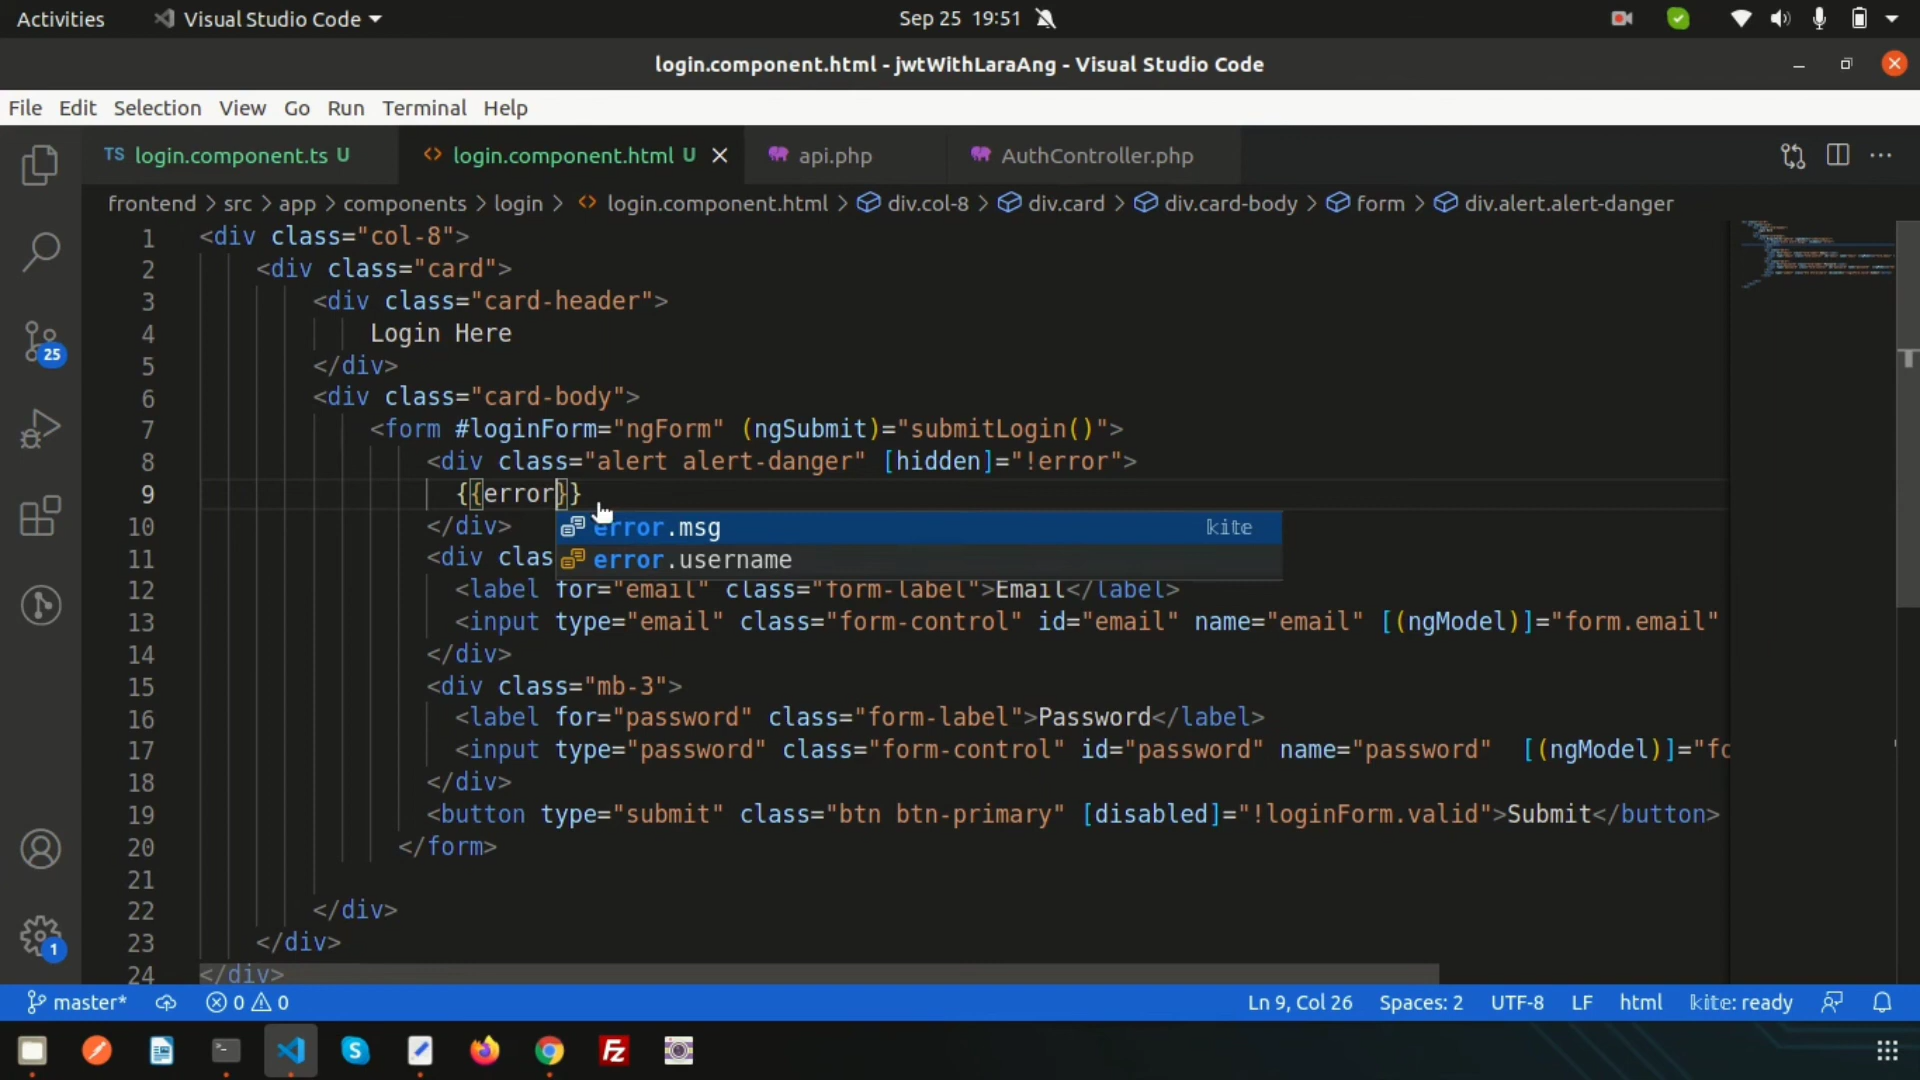 Activities Visual Studio Code Sep 25 19:51
login.component.html - jwtWithLaraAng - Visual Studio Code
File Edit Selection View Go Run Terminal Help
TS login.component.ts U <> login.component.html U api.php AuthController.php
frontend > src > app > components > login > <> login.component.html > div.col-8 > div.card > div.card-body > form > div.alert.alert-danger
1 <div class="col-8">
2 <div class="card">
3 <div class="card-header">
4 Login Here
5 </div>
6 <div class="card-body">
7 <form #loginForm="ngForm" (ngSubmit)="submitLogin()">
8 <div class="alert alert-danger" [hidden]="!error">
9 {{error}}
10 </div> error.msg kite
11 <div clas error.username
12 <label for="email" class="form-label">Email</label>
13 <input type="email" class="form-control" id="email" name="email" [(ngModel)]="form.email"
14 </div>
15 <div class="mb-3">
16 <label for="password" class="form-label">Password</label>
17 <input type="password" class="form-control" id="password" name="password" [(ngModel)]="fo
18 </div>
19 <button type="submit" class="btn btn-primary" [disabled]="!loginForm.valid">Submit</button>
20 </form>
21
22 </div>
23 </div>
24 </div>
25
1
master* 0 0 Ln 9, Col 26 Spaces: 2 UTF-8 LF html kite: ready